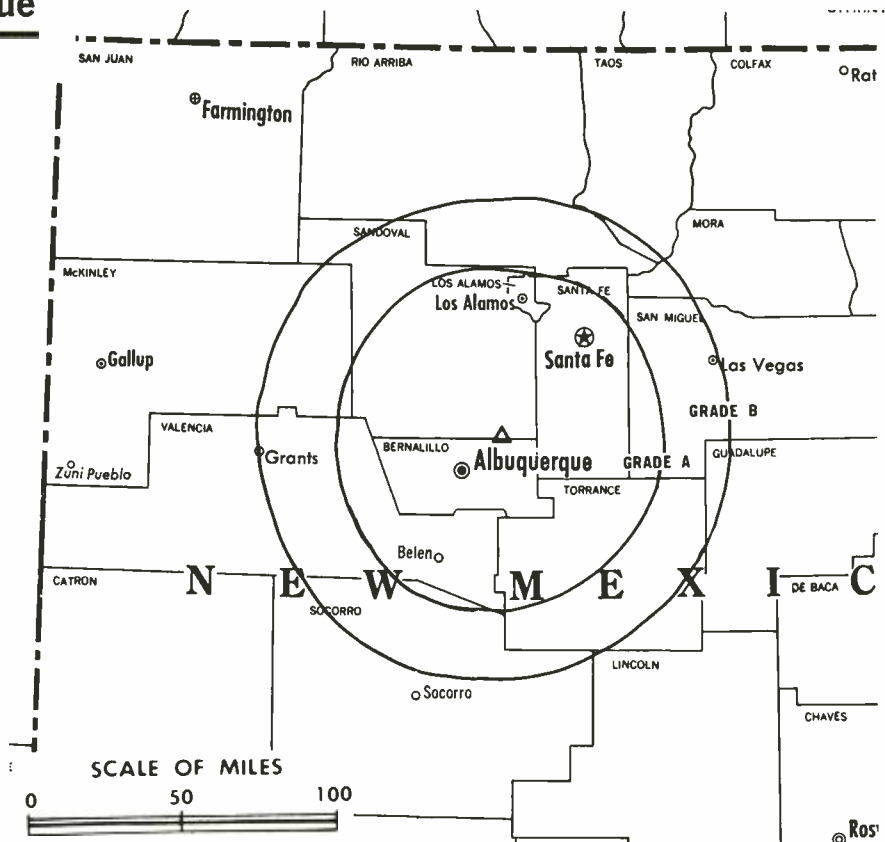 SAN JUAN
RIO ARRIBA
TAOS
COLFAX
Rat
Farmington
SANDOVAL
MORA
McKINLEY
LOS ALAMOS
SANTA FE
Los Alamos
SAN MIGUEL
Santa Fe
Gallup
Las Vegas
GRADE B
VALENCIA
BERNALILLO
GUADALUPE
Grants
Albuquerque
GRADE A
Zuni Pueblo
TORRANCE
Belen
CATRON
NEW MEXIC
DE BACA
SOCORRO
LINCOLN
Socorro
CHAVES
SCALE OF MILES
0 50 100
Ros